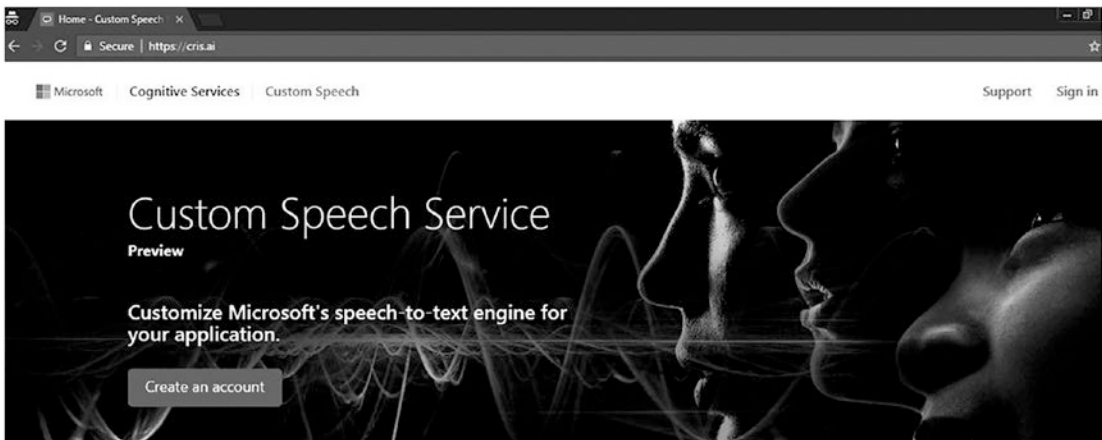 Home - Custom Speech
Secure | https://cris.ai
Microsoft Cognitive Services Custom Speech Support Sign in
Custom Speech Service
Preview
Customize Microsoft's speech-to-text engine for
your application.
Create an account